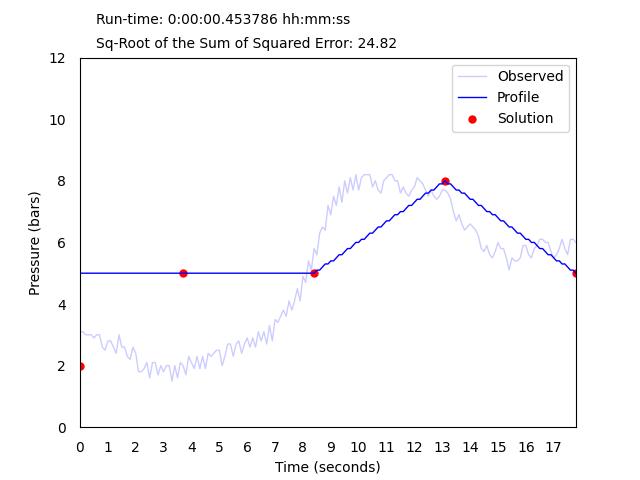 Run-time: 0:00:00.453786 hh:mm:ss
Sq-Root of the Sum of Squared Error: 24.82
12
10
8
6
4
2
0
Pressure (bars)
Observed
Profile
Solution
0 1 2 3 4 5 6 7 8 9 10 11 12 13 14 15 16 17
Time (seconds)